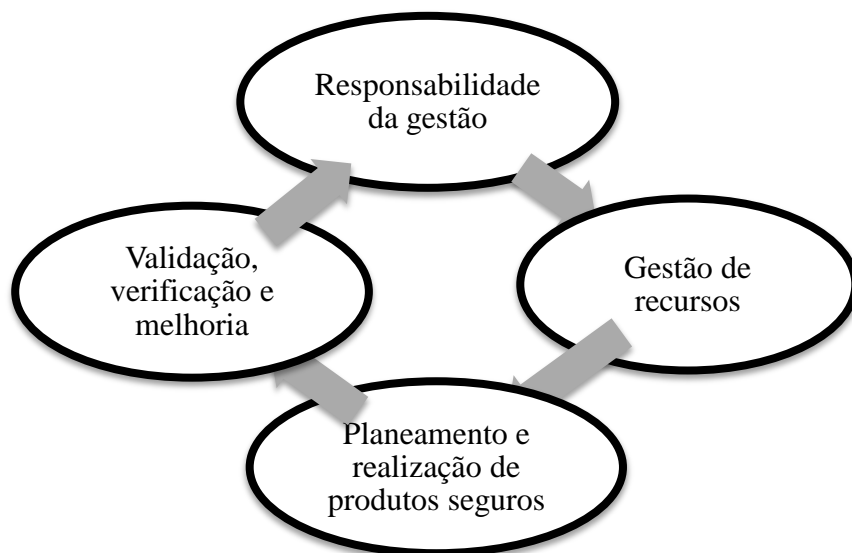 Responsabilidade
da gestão
Gestão de
recursos
Planeamento e
realização de
produtos seguros
Validação,
verificação e
melhoria